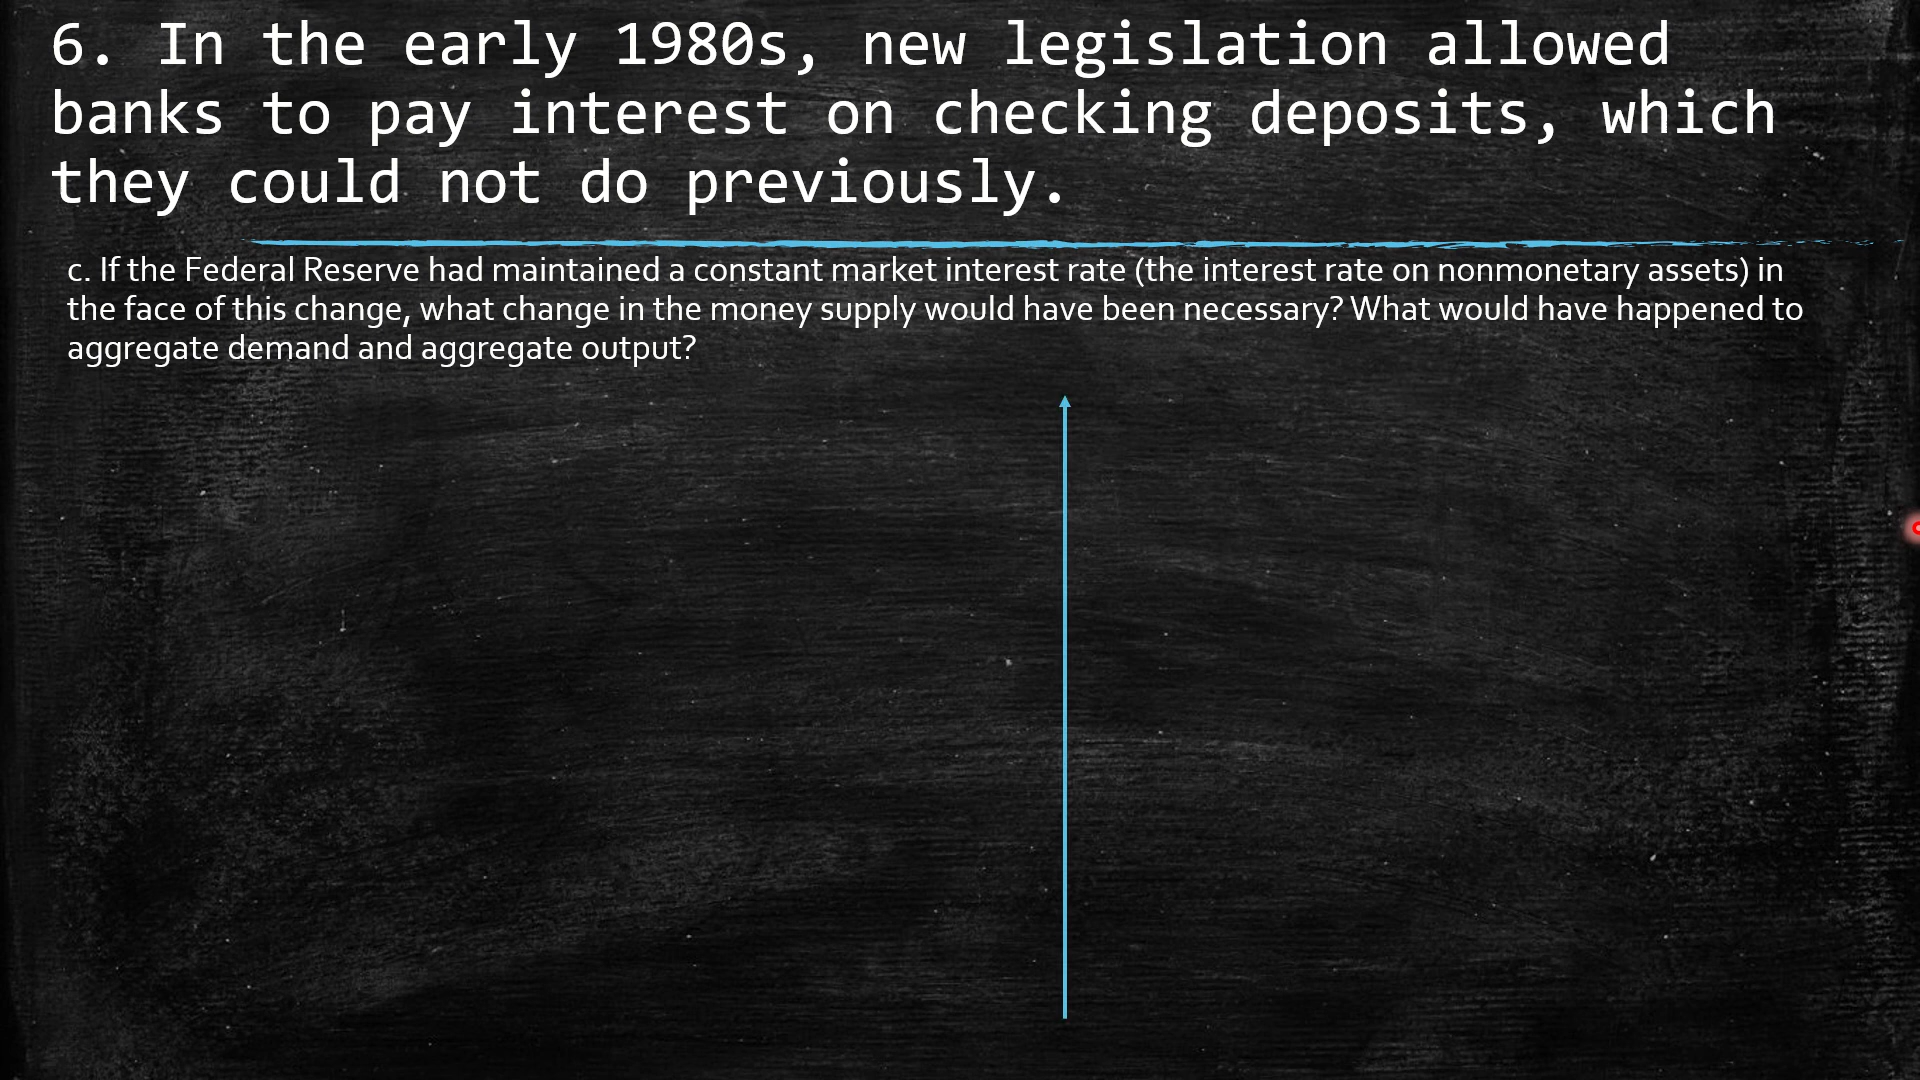 6. In the early 1980s, new legislation allowed
banks to pay interest on checking deposits, which
they could not do previously.
c. If the Federal Reserve had maintained a constant market interest rate (the interest rate on nonmonetary assets) in
the face of this change, what change in the money supply would have been necessary? What would have happened to
aggregate demand and aggregate output?